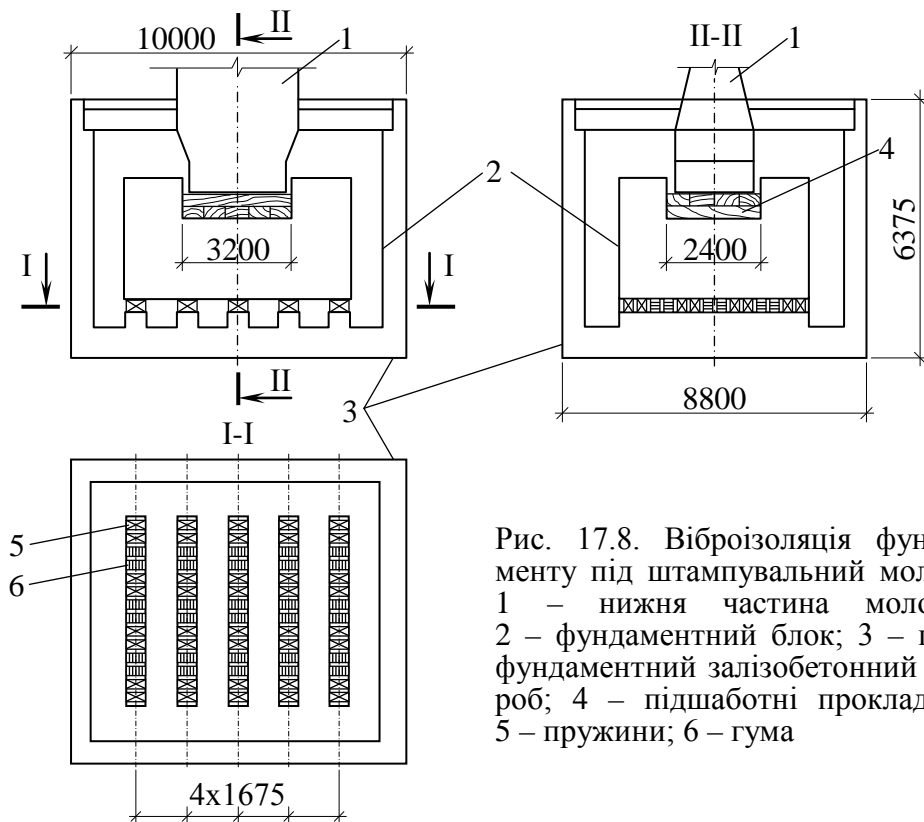 II
10000
1
II-II
1
2
4
3200
2400
6375
I
I
II
3
8800
I-I
5
6
4x1675
Рис. 17.8. Віброізоляція фун
менту під штампувальний мол
1 – нижня частина моло
2 – фундаментний блок; 3 –
фундаментний залізобетонний
роб; 4 – підшаботні проклад
5 – пружини; 6 – гума